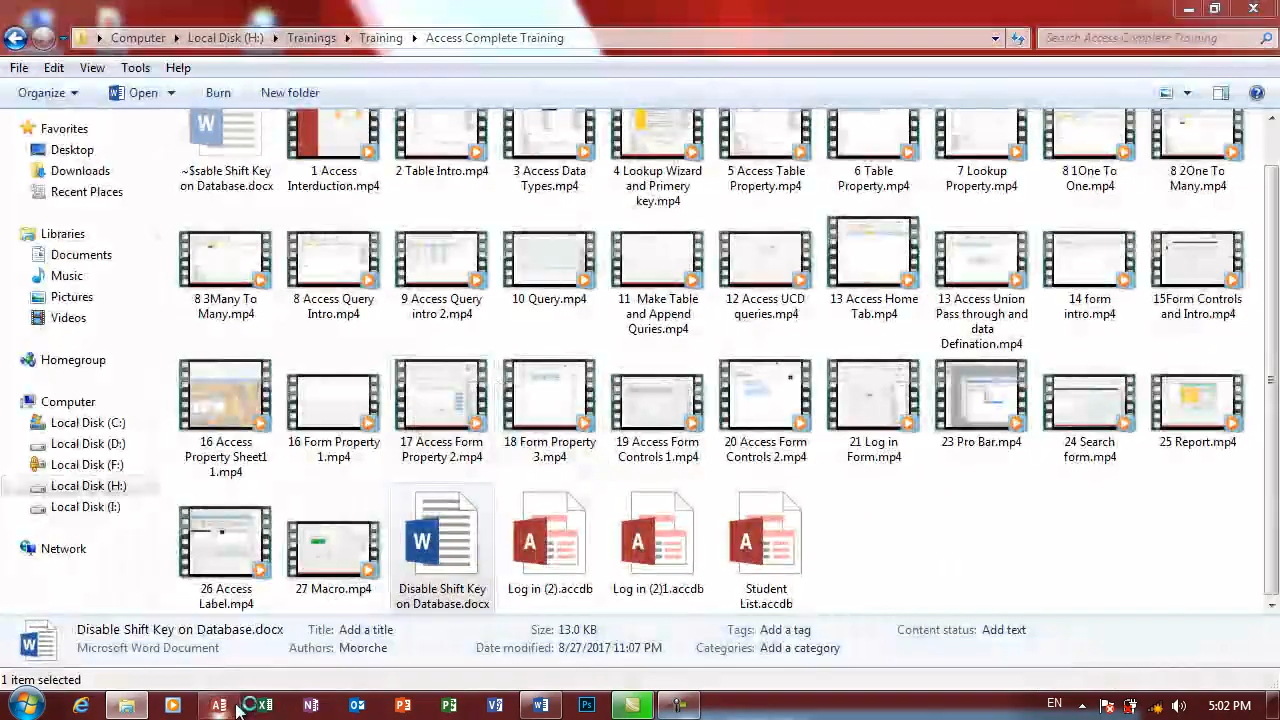 Computer Local Disk (H:) Trainings Training Access Complete Training Search Access Complete Training
File Edit View Tools Help
Organize Open Burn New folder
Favorites
Desktop
Downloads
Recent Places
Libraries
Documents
Music
Pictures
Videos
Homegroup
Computer
Local Disk (C:)
Local Disk (D:)
Local Disk (F:)
Local Disk (H:)
Local Disk (I:)
Network
~$sable Shift Key
on Database.docx
1 Access
Interduction.mp4
2 Table Intro.mp4
3 Access Data
Types.mp4
4 Lookup Wizard
and Primery
key.mp4
5 Access Table
Property.mp4
6 Table
Property.mp4
7 Lookup
Property.mp4
8 1One To
One.mp4
8 2One To
Many.mp4
8 3Many To
Many.mp4
8 Access Query
Intro.mp4
9 Access Query
intro 2.mp4
10 Query.mp4
11 Make Table
and Append
Quries.mp4
12 Access UCD
queries.mp4
13 Access Home
Tab.mp4
13 Access Union
Pass through and
data
Defination.mp4
14 form
intro.mp4
15Form Controls
and Intro.mp4
16 Access
Property Sheet1
1.mp4
16 Form Property
1.mp4
17 Access Form
Property 2.mp4
18 Form Property
3.mp4
19 Access Form
Controls 1.mp4
20 Access Form
Controls 2.mp4
21 Log in
Form.mp4
23 Pro Bar.mp4
24 Search
form.mp4
25 Report.mp4
26 Access
Label.mp4
27 Macro.mp4
Disable Shift Key
on Database.docx
Log in (2).accdb
Log in (2)1.accdb
Student
List.accdb
Disable Shift Key on Database.docx Title: Add a title Size: 13.0 KB Tags: Add a tag Content status: Add text
Microsoft Word Document Authors: Moorche Date modified: 8/27/2017 11:07 PM Categories: Add a category
1 item selected
EN 5:02 PM